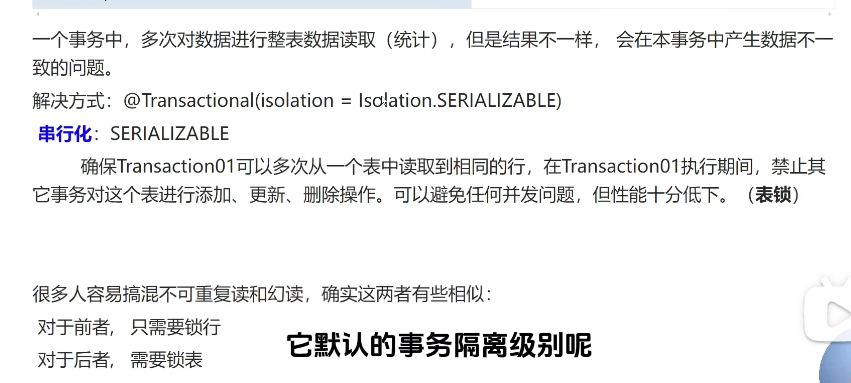 一个事务中，多次对数据进行整表数据读取（统计），但是结果不一样， 会在本事务中产生数据不一
致的问题。
解决方式：@Transactional(isolation = Isolation.SERIALIZABLE)
串行化：SERIALIZABLE
确保Transaction01可以多次从一个表中读取到相同的行，在Transaction01执行期间，禁止其
它事务对这个表进行添加、更新、删除操作。可以避免任何并发问题，但性能十分低下。（表锁）
很多人容易搞混不可重复读和幻读，确实这两者有些相似：
对于前者， 只需要锁行
对于后者， 需要锁表
它默认的事务隔离级别呢